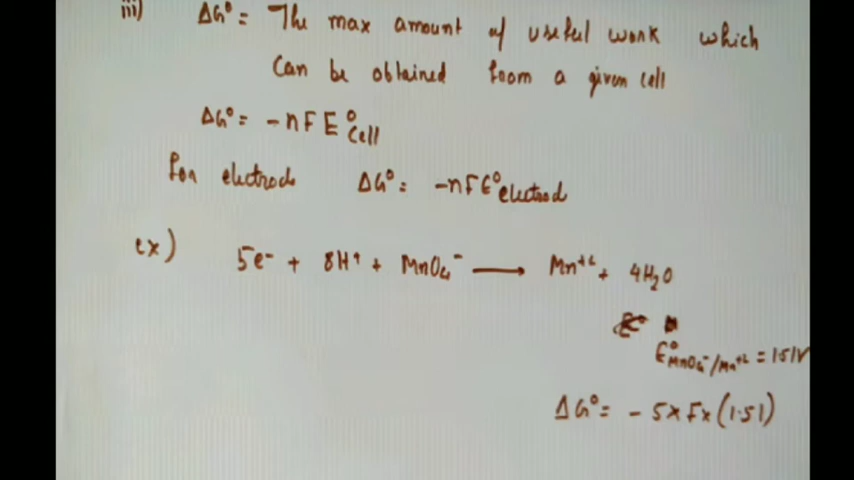 iii) ΔG° = The max amount of useful work which
can be obtained from a given cell
ΔG° = -nFE°cell
for electrode ΔG° = -nFE°electrod
ex) 5e⁻ + 8H⁺ + MnO₄⁻ → Mn⁺² + 4H₂O
E°MnO₄⁻/Mn⁺² = 1.51V
ΔG° = - 5×F×(1.51)